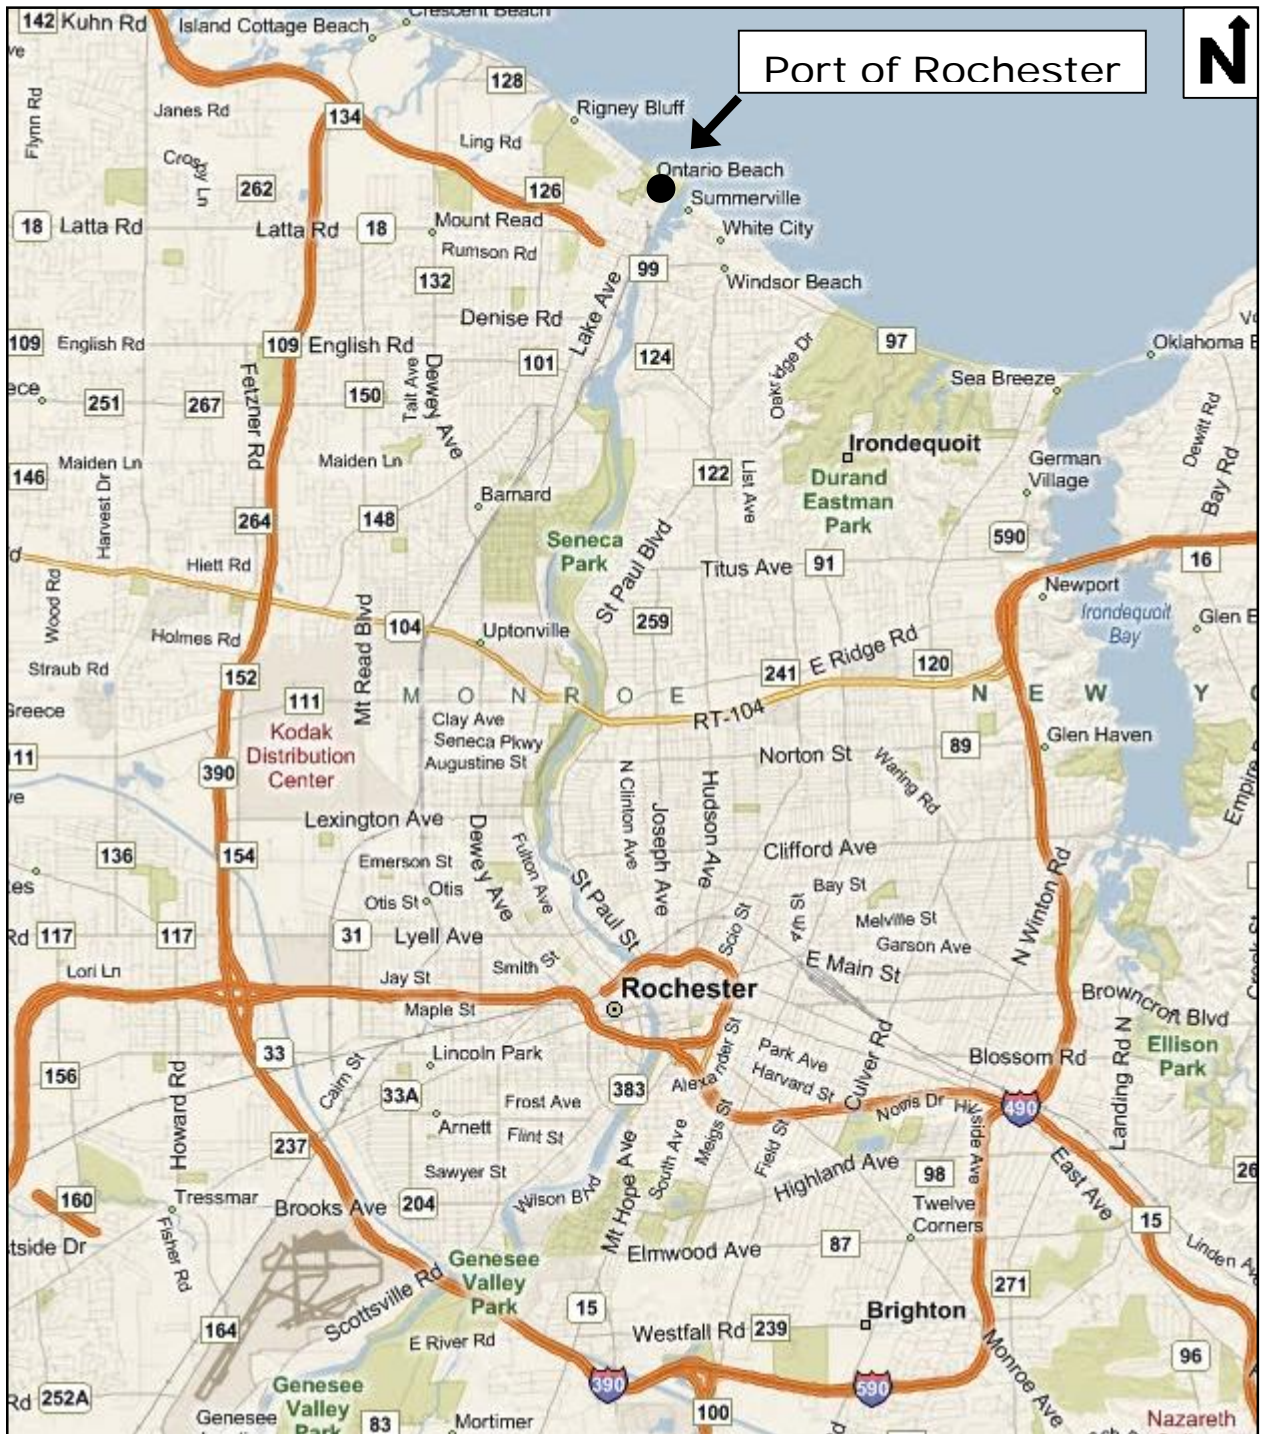 Crescent Beach
142 Kuhn Rd
Island Cottage Beach
N
Port of Rochester
128
Flynn Rd
Janes Rd
134
Rigney Bluff
Ling Rd
Crosby Ln
262
126
Ontario Beach
Summerville
18 Latta Rd
Latta Rd 18
Mount Read
White City
Rumson Rd
132
99
Windsor Beach
Lake Ave
Denise Rd
109 English Rd
109 English Rd
101
124
Oakridge Dr
97
Oklahoma B
Sea Breeze
ece
251
267
Fetzner Rd
150
Tait Ave
Dewey Ave
Dewitt Rd
Irondequoit
146
Maiden Ln
Maiden Ln
122
List Ave
Durand
Eastman
Park
German
Village
Bay Rd
Harvest Dr
Barnard
264
148
Seneca
Park
St Paul Blvd
590
Hiett Rd
Titus Ave 91
16
Wood Rd
Newport
Irondequoit
Bay
Glen E
Mt Read Blvd
104
Uptonville
259
Holmes Rd
E Ridge Rd
Straub Rd
152
241
120
111
MONROE
NEW YO
Greece
Kodak
Distribution
Center
Clay Ave
Seneca Pkwy
Augustine St
RT-104
111
390
Norton St
89
Glen Haven
Waring Rd
Empire
N Clinton Ave
Joseph Ave
Hudson Ave
Lexington Ave
Dewey Ave
Fulton Ave
136
154
Emerson St
Clifford Ave
N Winton Rd
Otis
Otis St
St Paul St
Bay St
4th St
Scio St
Melville St
Rd 117
117
31
Lyell Ave
Garson Ave
Lori Ln
Jay St
Smith St
E Main St
Rochester
Maple St
Browncroft Blvd
Ellison
Park
33
Lincoln Park
Park Ave
Harvard St
Culver Rd
Blossom Rd
Landing Rd N
156
Howard Rd
Cairn St
33A
383
Alexander St
Frost Ave
Norris Dr
Hillside Ave
490
Arnett
Flint St
237
Mt Hope Ave
South Ave
Meigs St
Field St
Sawyer St
Highland Ave
98
East Ave
26
160
Tressmar
Brooks Ave
204
Wilson Blvd
Twelve
Corners
15
tside Dr
Fisher Rd
Elmwood Ave
87
Linden Ave
Scottsville Rd
Genesee
Valley
Park
271
164
15
Westfall Rd 239
Brighton
E River Rd
Monroe Ave
96
390
590
Rd 252A
Genesee
Valley
Park
Genesee
83
Mortimer
100
Nazareth